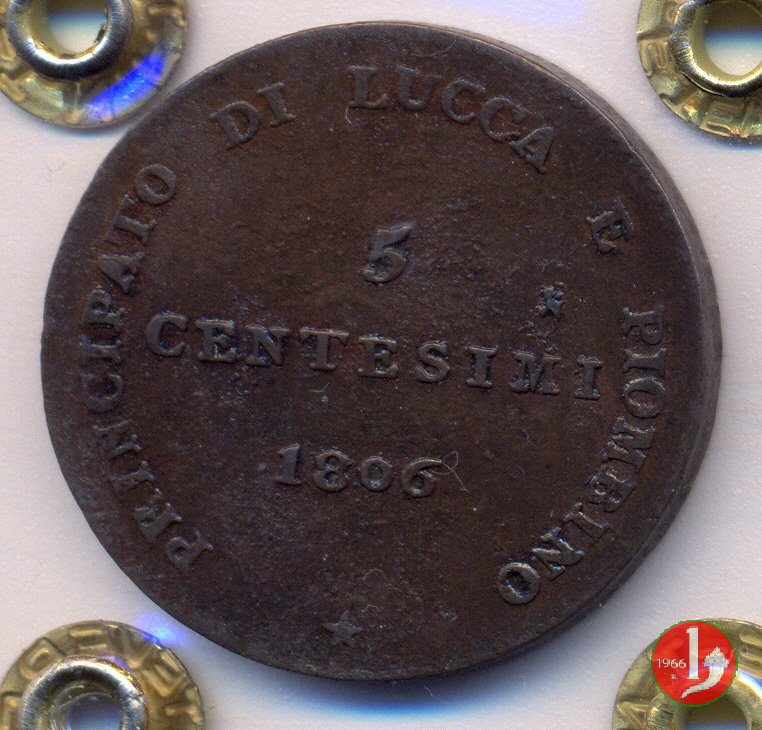 PRINCIPATO DI LUCCA E PIOMBINO
5
CENTESIMI
1806
1966
R